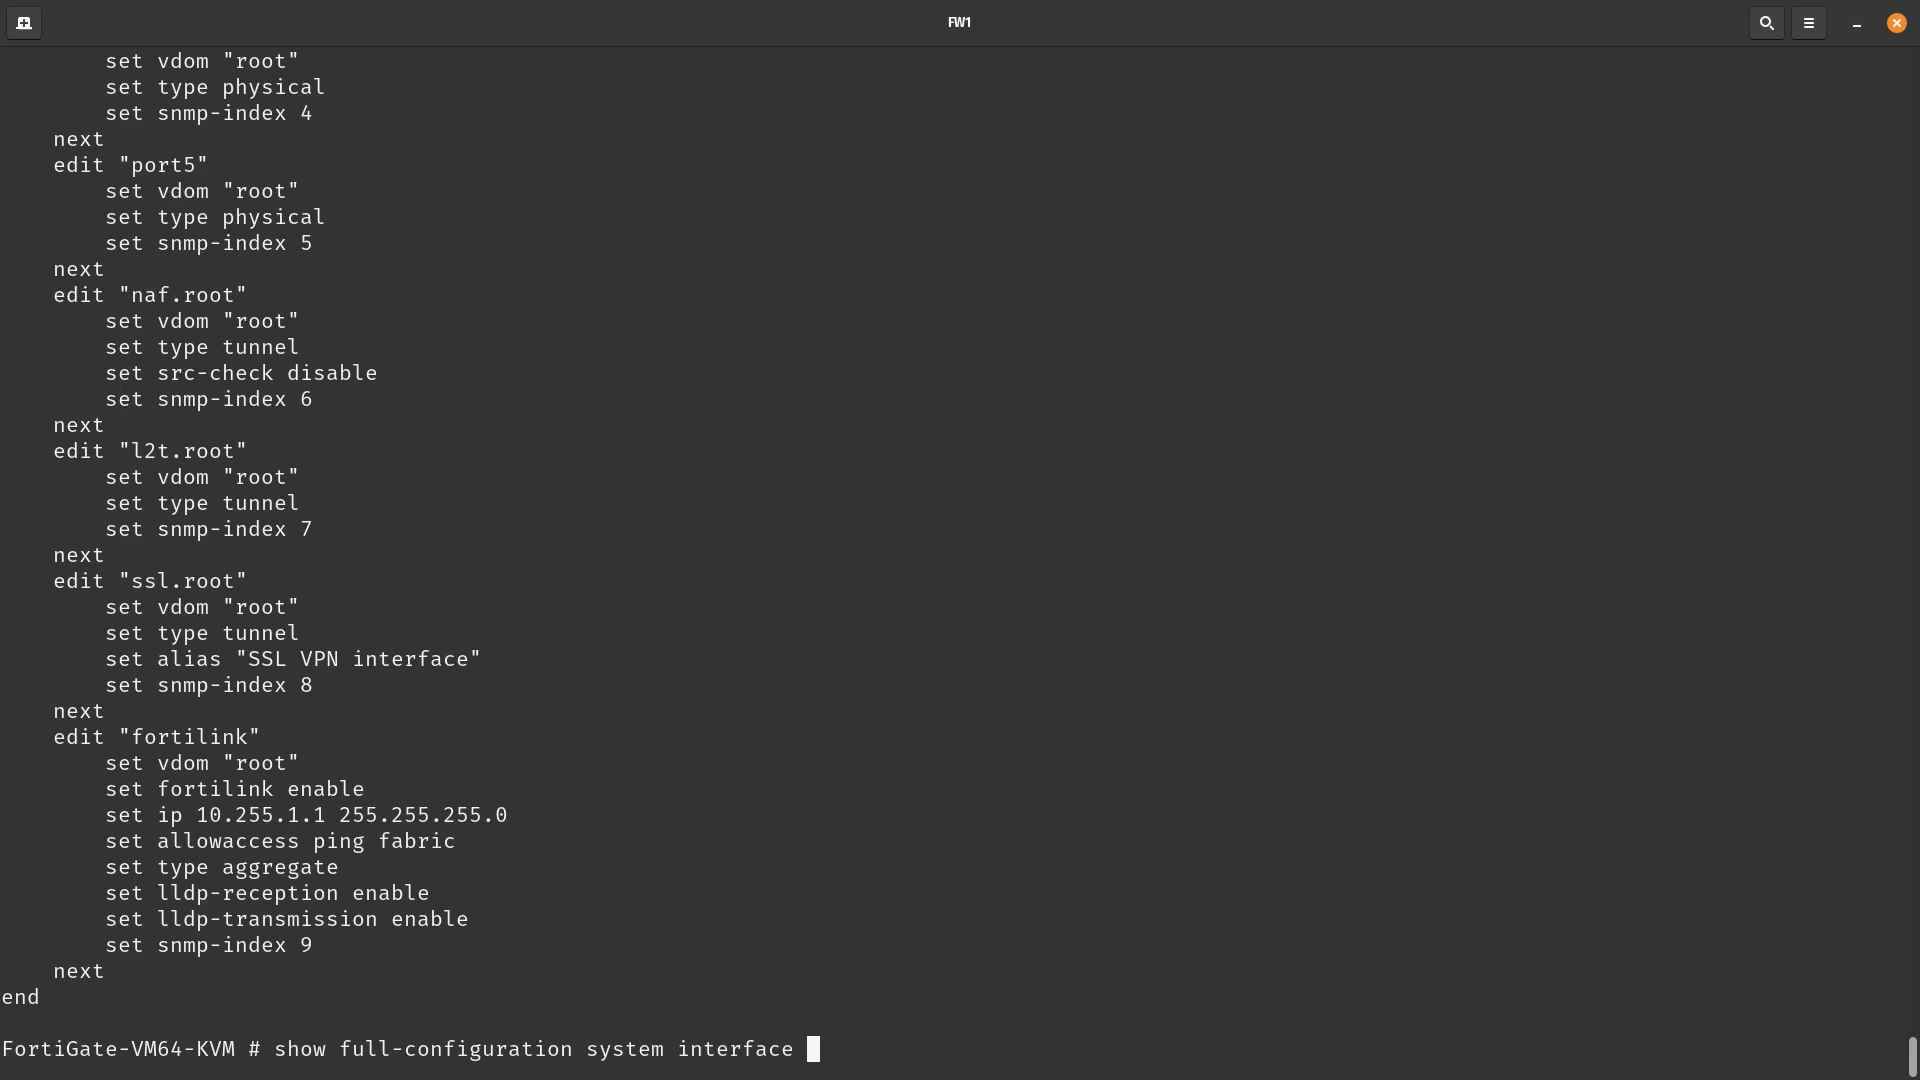 FW1
        set vdom "root"
        set type physical
        set snmp-index 4
    next
    edit "port5"
        set vdom "root"
        set type physical
        set snmp-index 5
    next
    edit "naf.root"
        set vdom "root"
        set type tunnel
        set src-check disable
        set snmp-index 6
    next
    edit "l2t.root"
        set vdom "root"
        set type tunnel
        set snmp-index 7
    next
    edit "ssl.root"
        set vdom "root"
        set type tunnel
        set alias "SSL VPN interface"
        set snmp-index 8
    next
    edit "fortilink"
        set vdom "root"
        set fortilink enable
        set ip 10.255.1.1 255.255.255.0
        set allowaccess ping fabric
        set type aggregate
        set lldp-reception enable
        set lldp-transmission enable
        set snmp-index 9
    next
end
FortiGate-VM64-KVM # show full-configuration system interface